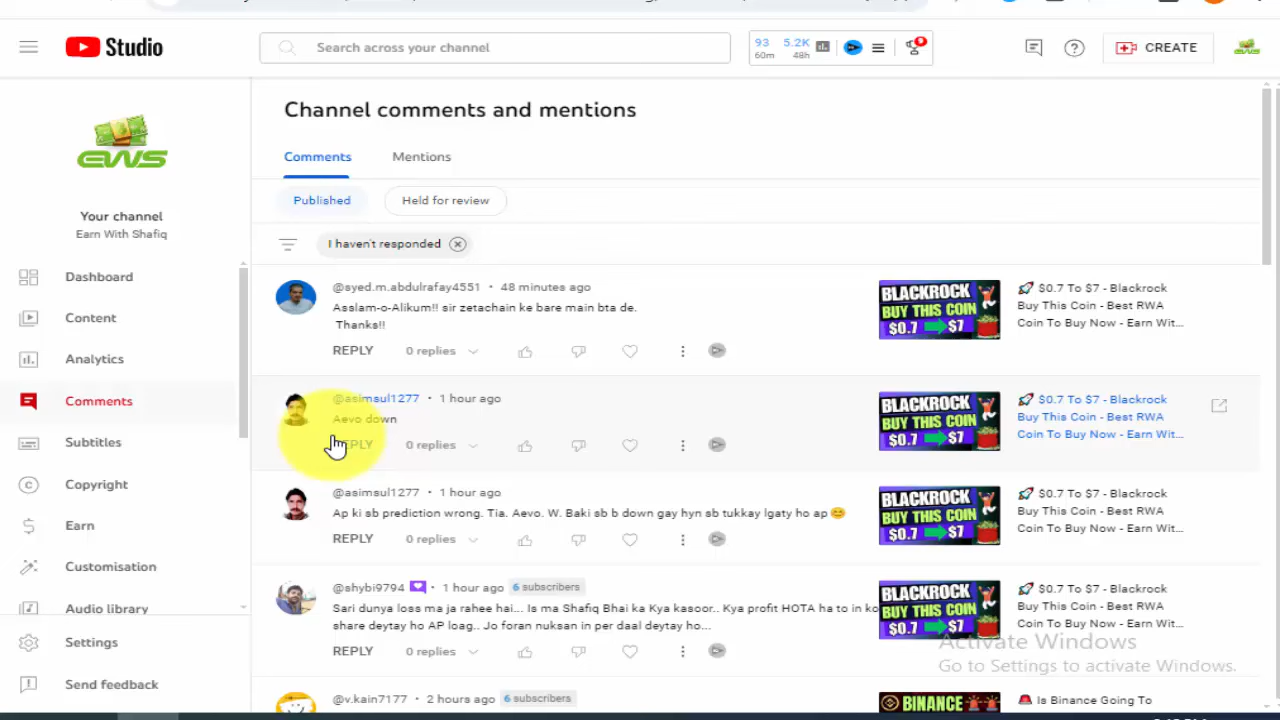 Studio
Search across your channel
93
60m
5.2K
48h
CREATE
Channel comments and mentions
Comments
Mentions
Published
Held for review
I haven't responded
EWS
Your channel
Earn With Shafiq
Dashboard
Content
Analytics
Comments
Subtitles
Copyright
Earn
Customisation
Audio library
Settings
Send feedback
@syed.m.abdulrafay4551 • 48 minutes ago
Asslam-o-Alikum!! sir zetachain ke bare main bta de.
Thanks!!
REPLY 0 replies
BLACKROCK
BUY THIS COIN
$0.7 $7
🚀 $0.7 To $7 - Blackrock
Buy This Coin - Best RWA
Coin To Buy Now - Earn Wit...
@asimsul1277 • 1 hour ago
Aevo down
REPLY 0 replies
BLACKROCK
BUY THIS COIN
$0.7 $7
🚀 $0.7 To $7 - Blackrock
Buy This Coin - Best RWA
Coin To Buy Now - Earn Wit...
@asimsul1277 • 1 hour ago
Ap ki sb prediction wrong. Tia. Aevo. W. Baki sb b down gay hyn sb tukkay lgaty ho ap 😊
REPLY 0 replies
BLACKROCK
BUY THIS COIN
$0.7 $7
🚀 $0.7 To $7 - Blackrock
Buy This Coin - Best RWA
Coin To Buy Now - Earn Wit...
@shybi9794 • 1 hour ago 6 subscribers
Sari dunya loss ma ja rahee hai... Is ma Shafiq Bhai ka Kya kasoor.. Kya profit HOTA ha to in ko
share deytay ho AP loag.. Jo foran nuksan in per daal deytay ho...
REPLY 0 replies
BLACKROCK
BUY THIS COIN
$0.7 $7
🚀 $0.7 To $7 - Blackrock
Buy This Coin - Best RWA
Coin To Buy Now - Earn Wit...
Activate Windows
Go to Settings to activate Windows.
@v.kain7177 • 2 hours ago 6 subscribers
BINANCE
🚨 Is Binance Going To